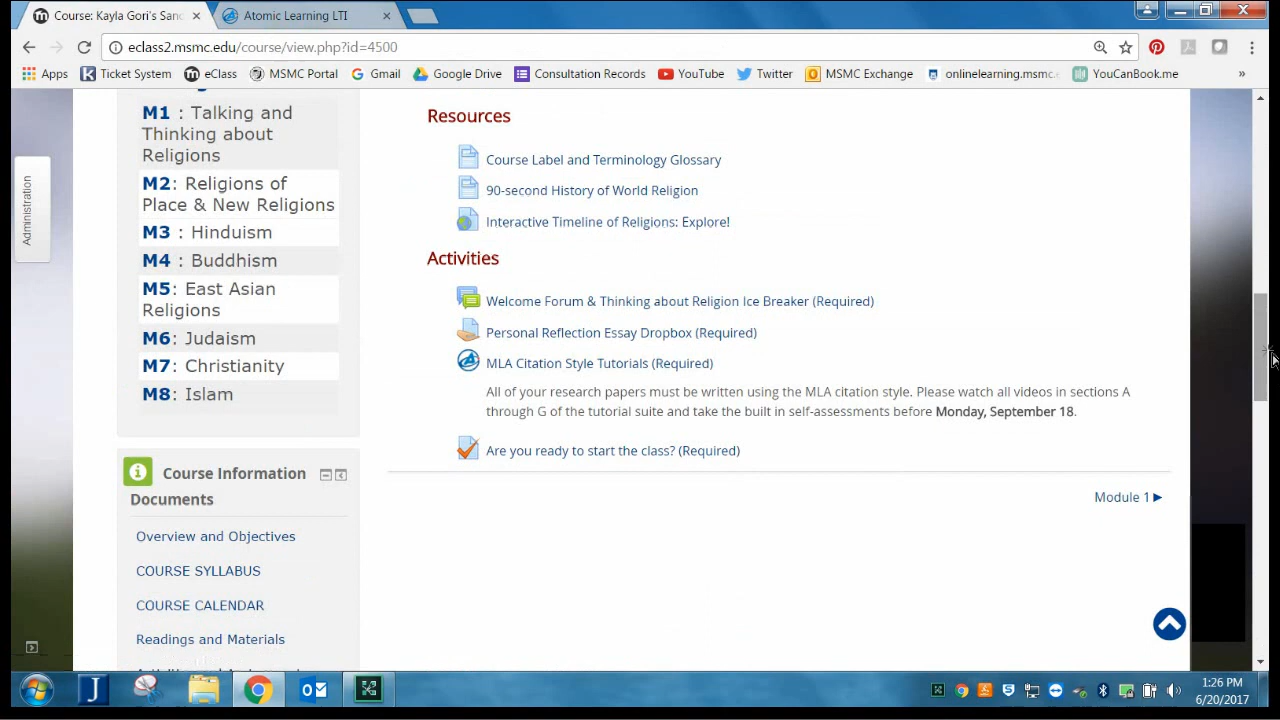 Course: Kayla Gori's Sand
Atomic Learning LTI
eclass2.msmc.edu/course/view.php?id=4500
Apps
Ticket System
eClass
MSMC Portal
Gmail
Google Drive
Consultation Records
YouTube
Twitter
MSMC Exchange
onlinelearning.msmc.e
YouCanBook.me
Administration
M1 : Talking and
Thinking about
Religions
M2: Religions of
Place & New Religions
M3 : Hinduism
M4 : Buddhism
M5: East Asian
Religions
M6: Judaism
M7: Christianity
M8: Islam
Course Information
Documents
Overview and Objectives
COURSE SYLLABUS
COURSE CALENDAR
Readings and Materials
Resources
Course Label and Terminology Glossary
90-second History of World Religion
Interactive Timeline of Religions: Explore!
Activities
Welcome Forum & Thinking about Religion Ice Breaker (Required)
Personal Reflection Essay Dropbox (Required)
MLA Citation Style Tutorials (Required)
All of your research papers must be written using the MLA citation style. Please watch all videos in sections A
through G of the tutorial suite and take the built in self-assessments before Monday, September 18.
Are you ready to start the class? (Required)
Module 1
1:26 PM
6/20/2017